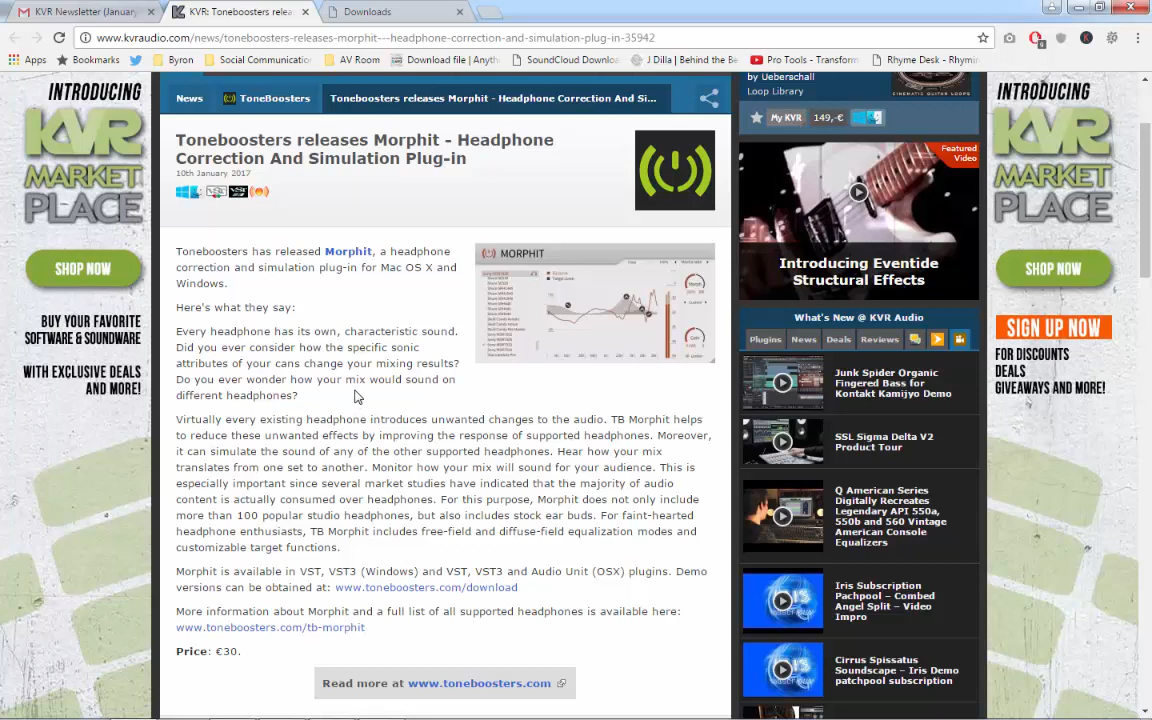 KVR Newsletter (January
KVR: Toneboosters relea
Downloads
www.kvraudio.com/news/toneboosters-releases-morphit---headphone-correction-and-simulation-plug-in-35942
Apps
Bookmarks
Byron
Social Communicatio
AV Room
Download file | Anyth
SoundCloud Downlo
J Dilla | Behind the Be
Pro Tools - Transform
Rhyme Desk - Rhymin
INTRODUCING
KVR
MARKET
PLACE
SHOP NOW
BUY YOUR FAVORITE
SOFTWARE & SOUNDWARE
WITH EXCLUSIVE DEALS
AND MORE!
News
ToneBoosters
Toneboosters releases Morphit - Headphone Correction And Si...
Toneboosters releases Morphit - Headphone
Correction And Simulation Plug-in
10th January 2017
Toneboosters has released Morphit, a headphone
correction and simulation plug-in for Mac OS X and
Windows.
Here's what they say:
Every headphone has its own, characteristic sound.
Did you ever consider how the specific sonic
attributes of your cans change your mixing results?
Do you ever wonder how your mix would sound on
different headphones?
MORPHIT
Virtually every existing headphone introduces unwanted changes to the audio. TB Morphit helps
to reduce these unwanted effects by improving the response of supported headphones. Moreover,
it can simulate the sound of any of the other supported headphones. Hear how your mix
translates from one set to another. Monitor how your mix will sound for your audience. This is
especially important since several market studies have indicated that the majority of audio
content is actually consumed over headphones. For this purpose, Morphit does not only include
more than 100 popular studio headphones, but also includes stock ear buds. For faint-hearted
headphone enthusiasts, TB Morphit includes free-field and diffuse-field equalization modes and
customizable target functions.
Morphit is available in VST, VST3 (Windows) and VST, VST3 and Audio Unit (OSX) plugins. Demo
versions can be obtained at: www.toneboosters.com/download
More information about Morphit and a full list of all supported headphones is available here:
www.toneboosters.com/tb-morphit
Price: €30.
Read more at www.toneboosters.com
by Ueberschall
Loop Library
CINEMATIC GUITAR LOOPS
My KVR
149,-€
Featured
Video
Introducing Eventide
Structural Effects
What's New @ KVR Audio
Plugins
News
Deals
Reviews
Junk Spider Organic
Fingered Bass for
Kontakt Kamijyo Demo
SSL Sigma Delta V2
Product Tour
Q American Series
Digitally Recreates
Legendary API 550a,
550b and 560 Vintage
American Console
Equalizers
Iris Subscription
Pachpool - Combed
Angel Split - Video
Impro
Cirrus Spissatus
Soundscape - Iris Demo
patchpool subscription
INTRODUCING
KVR
MARKET
PLACE
SHOP NOW
SIGN UP NOW
FOR DISCOUNTS
DEALS
GIVEAWAYS AND MORE!